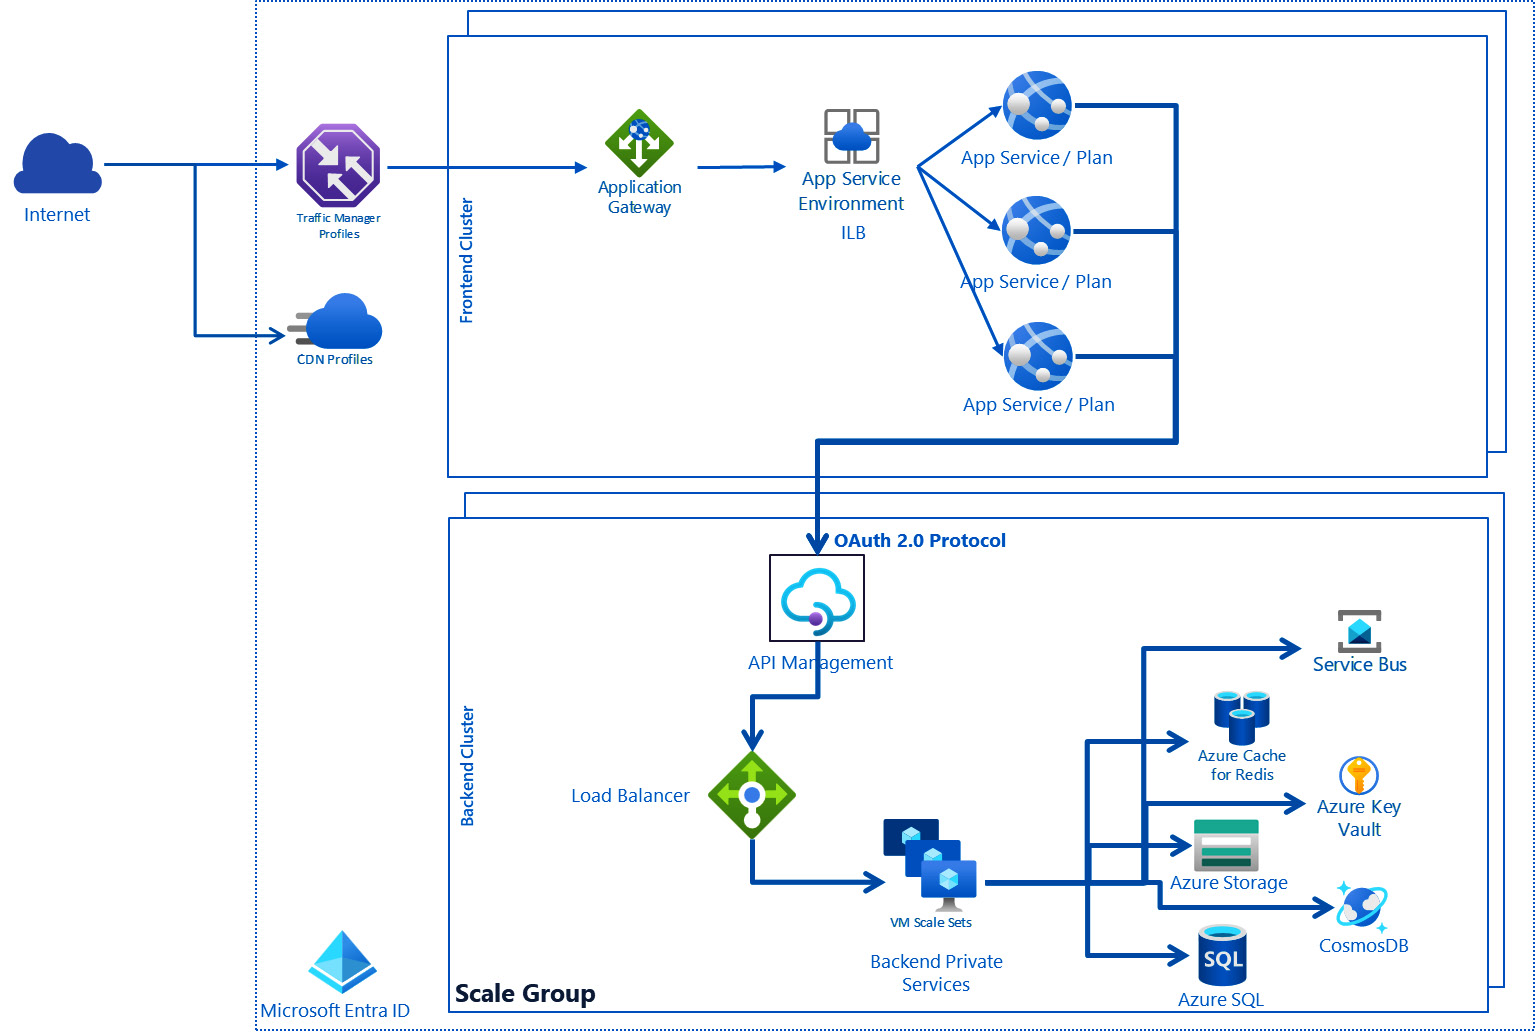 Internet
Traffic Manager
Profiles
CDN Profiles
Frontend Cluster
Application
Gateway
App Service
Environment
ILB
App Service / Plan
App Service / Plan
App Service / Plan
OAuth 2.0 Protocol
API Management
Backend Cluster
Load Balancer
VM Scale Sets
Backend Private
Services
Service Bus
Azure Cache
for Redis
Azure Key
Vault
Azure Storage
CosmosDB
SQL
Azure SQL
Scale Group
Microsoft Entra ID